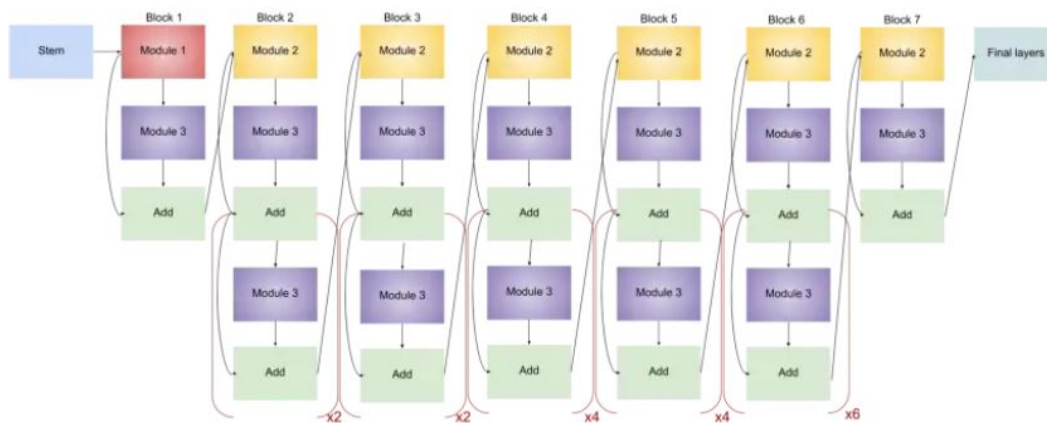 Block 1 Block 2 Block 3 Block 4 Block 5 Block 6 Block 7
Stem Module 1 Module 2 Module 2 Module 2 Module 2 Module 2 Module 2 Final layers
Module 3 Module 3 Module 3 Module 3 Module 3 Module 3 Module 3
Add Add Add Add Add Add Add
Module 3 Module 3 Module 3 Module 3 Module 3
Add Add Add Add Add
x2 x2 x4 x4 x6